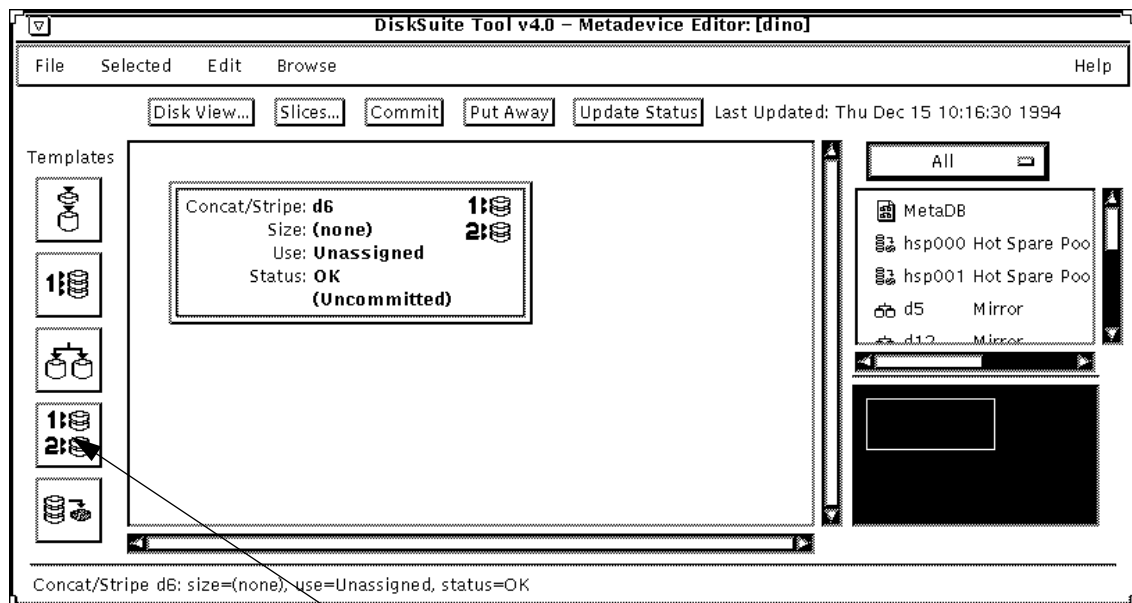 DiskSuite Tool v4.0 – Metadevice Editor: [dino]
File Selected Edit Browse Help
Disk View... Slices... Commit Put Away Update Status Last Updated: Thu Dec 15 10:16:30 1994
Templates
1
1
2
Concat/Stripe: d6
Size: (none)
Use: Unassigned
Status: OK
(Uncommitted)
1
2
All
MetaDB
hsp000 Hot Spare Poo
hsp001 Hot Spare Poo
d5 Mirror
d12 Mirror
Concat/Stripe d6: size=(none), use=Unassigned, status=OK